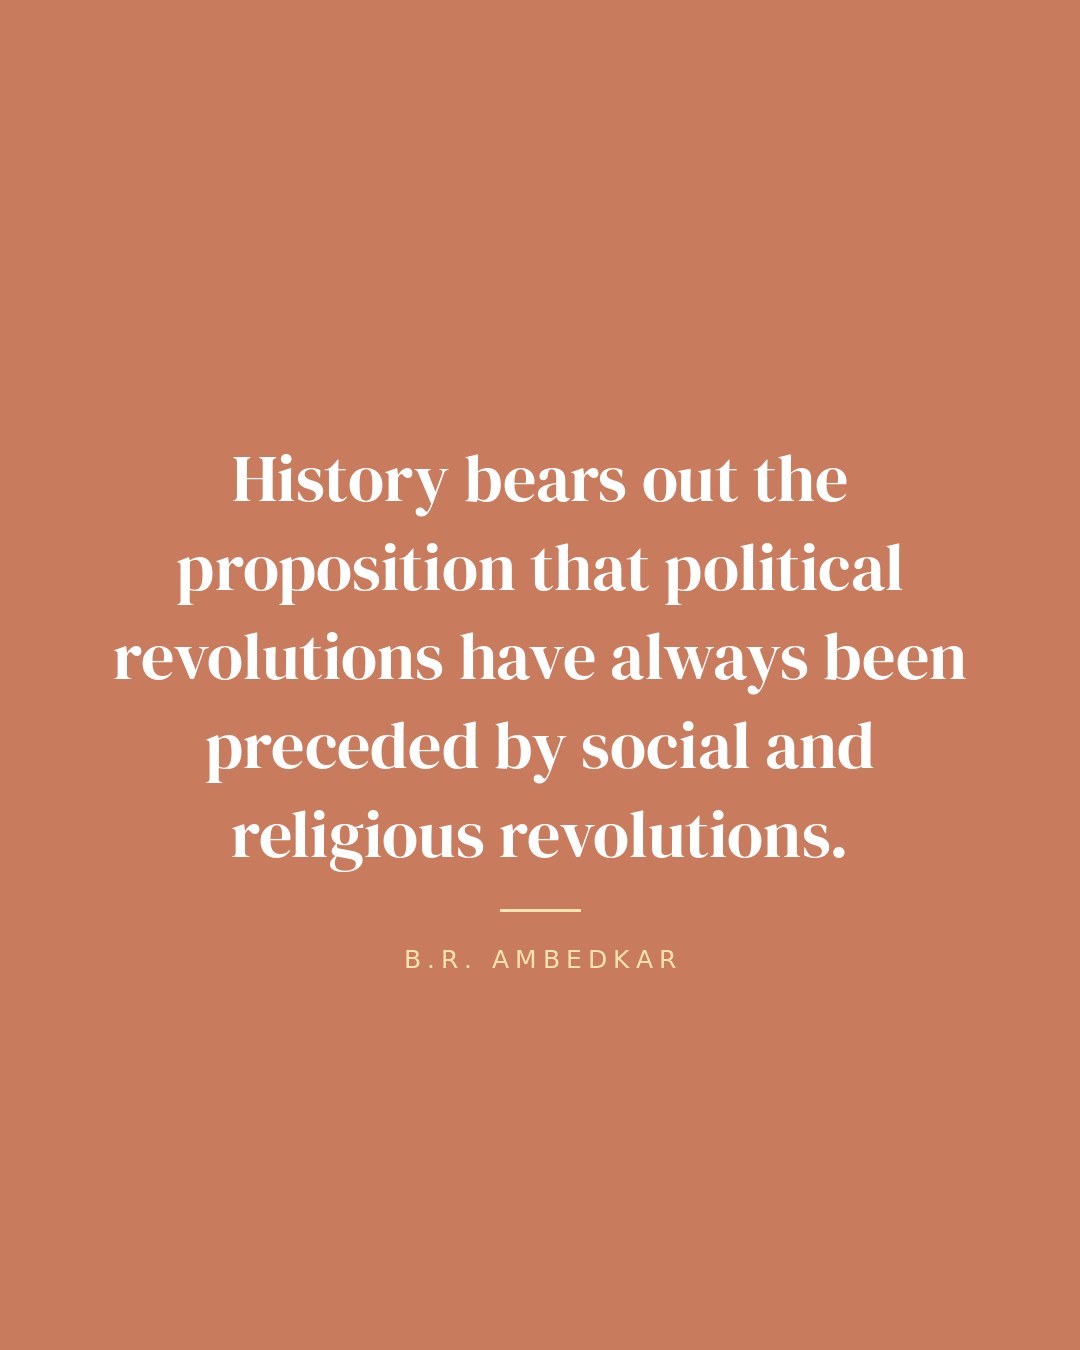 History bears out the
proposition that political
revolutions have always been
preceded by social and
religious revolutions.
B.R. AMBEDKAR